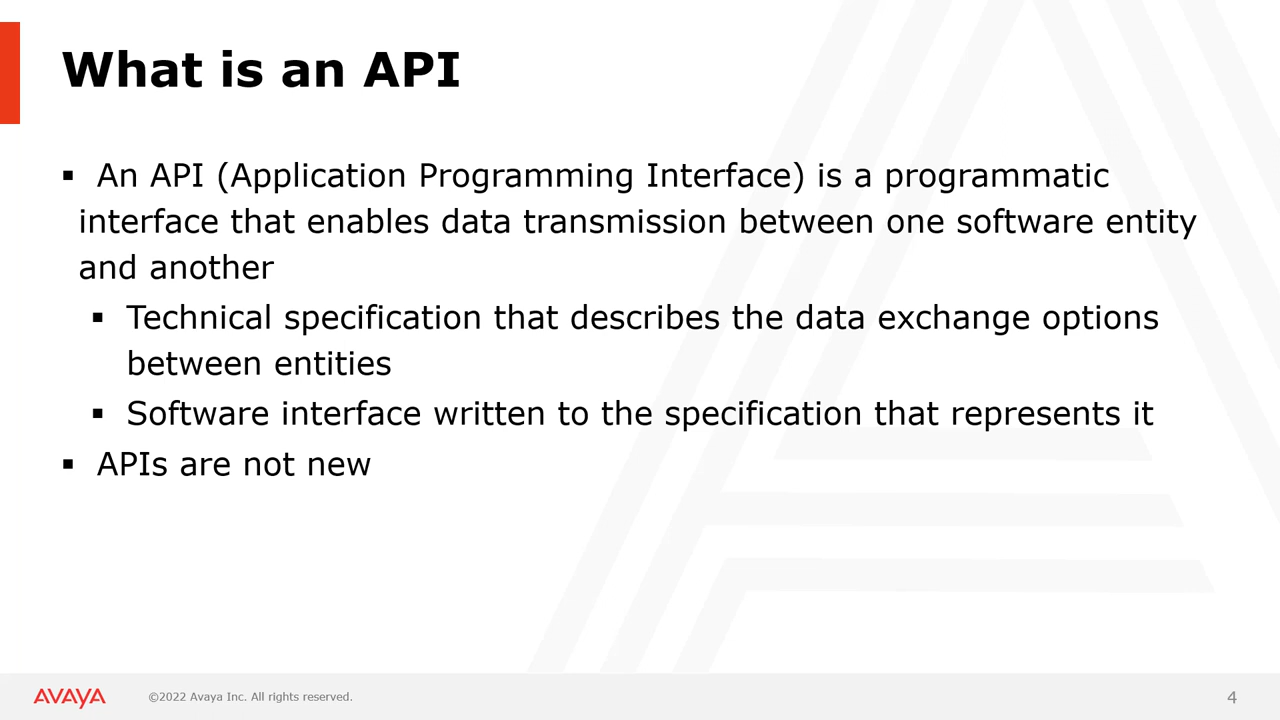 What is an API
▪ An API (Application Programming Interface) is a programmatic
interface that enables data transmission between one software entity
and another
▪ Technical specification that describes the data exchange options
between entities
▪ Software interface written to the specification that represents it
▪ APIs are not new
AVAYA ©2022 Avaya Inc. All rights reserved. 4